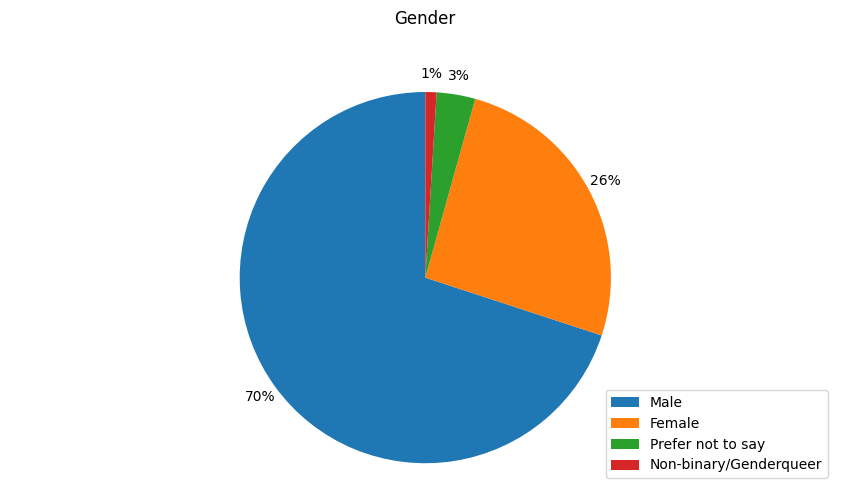 Gender
1%
3%
26%
70%
Male
Female
Prefer not to say
Non-binary/Genderqueer